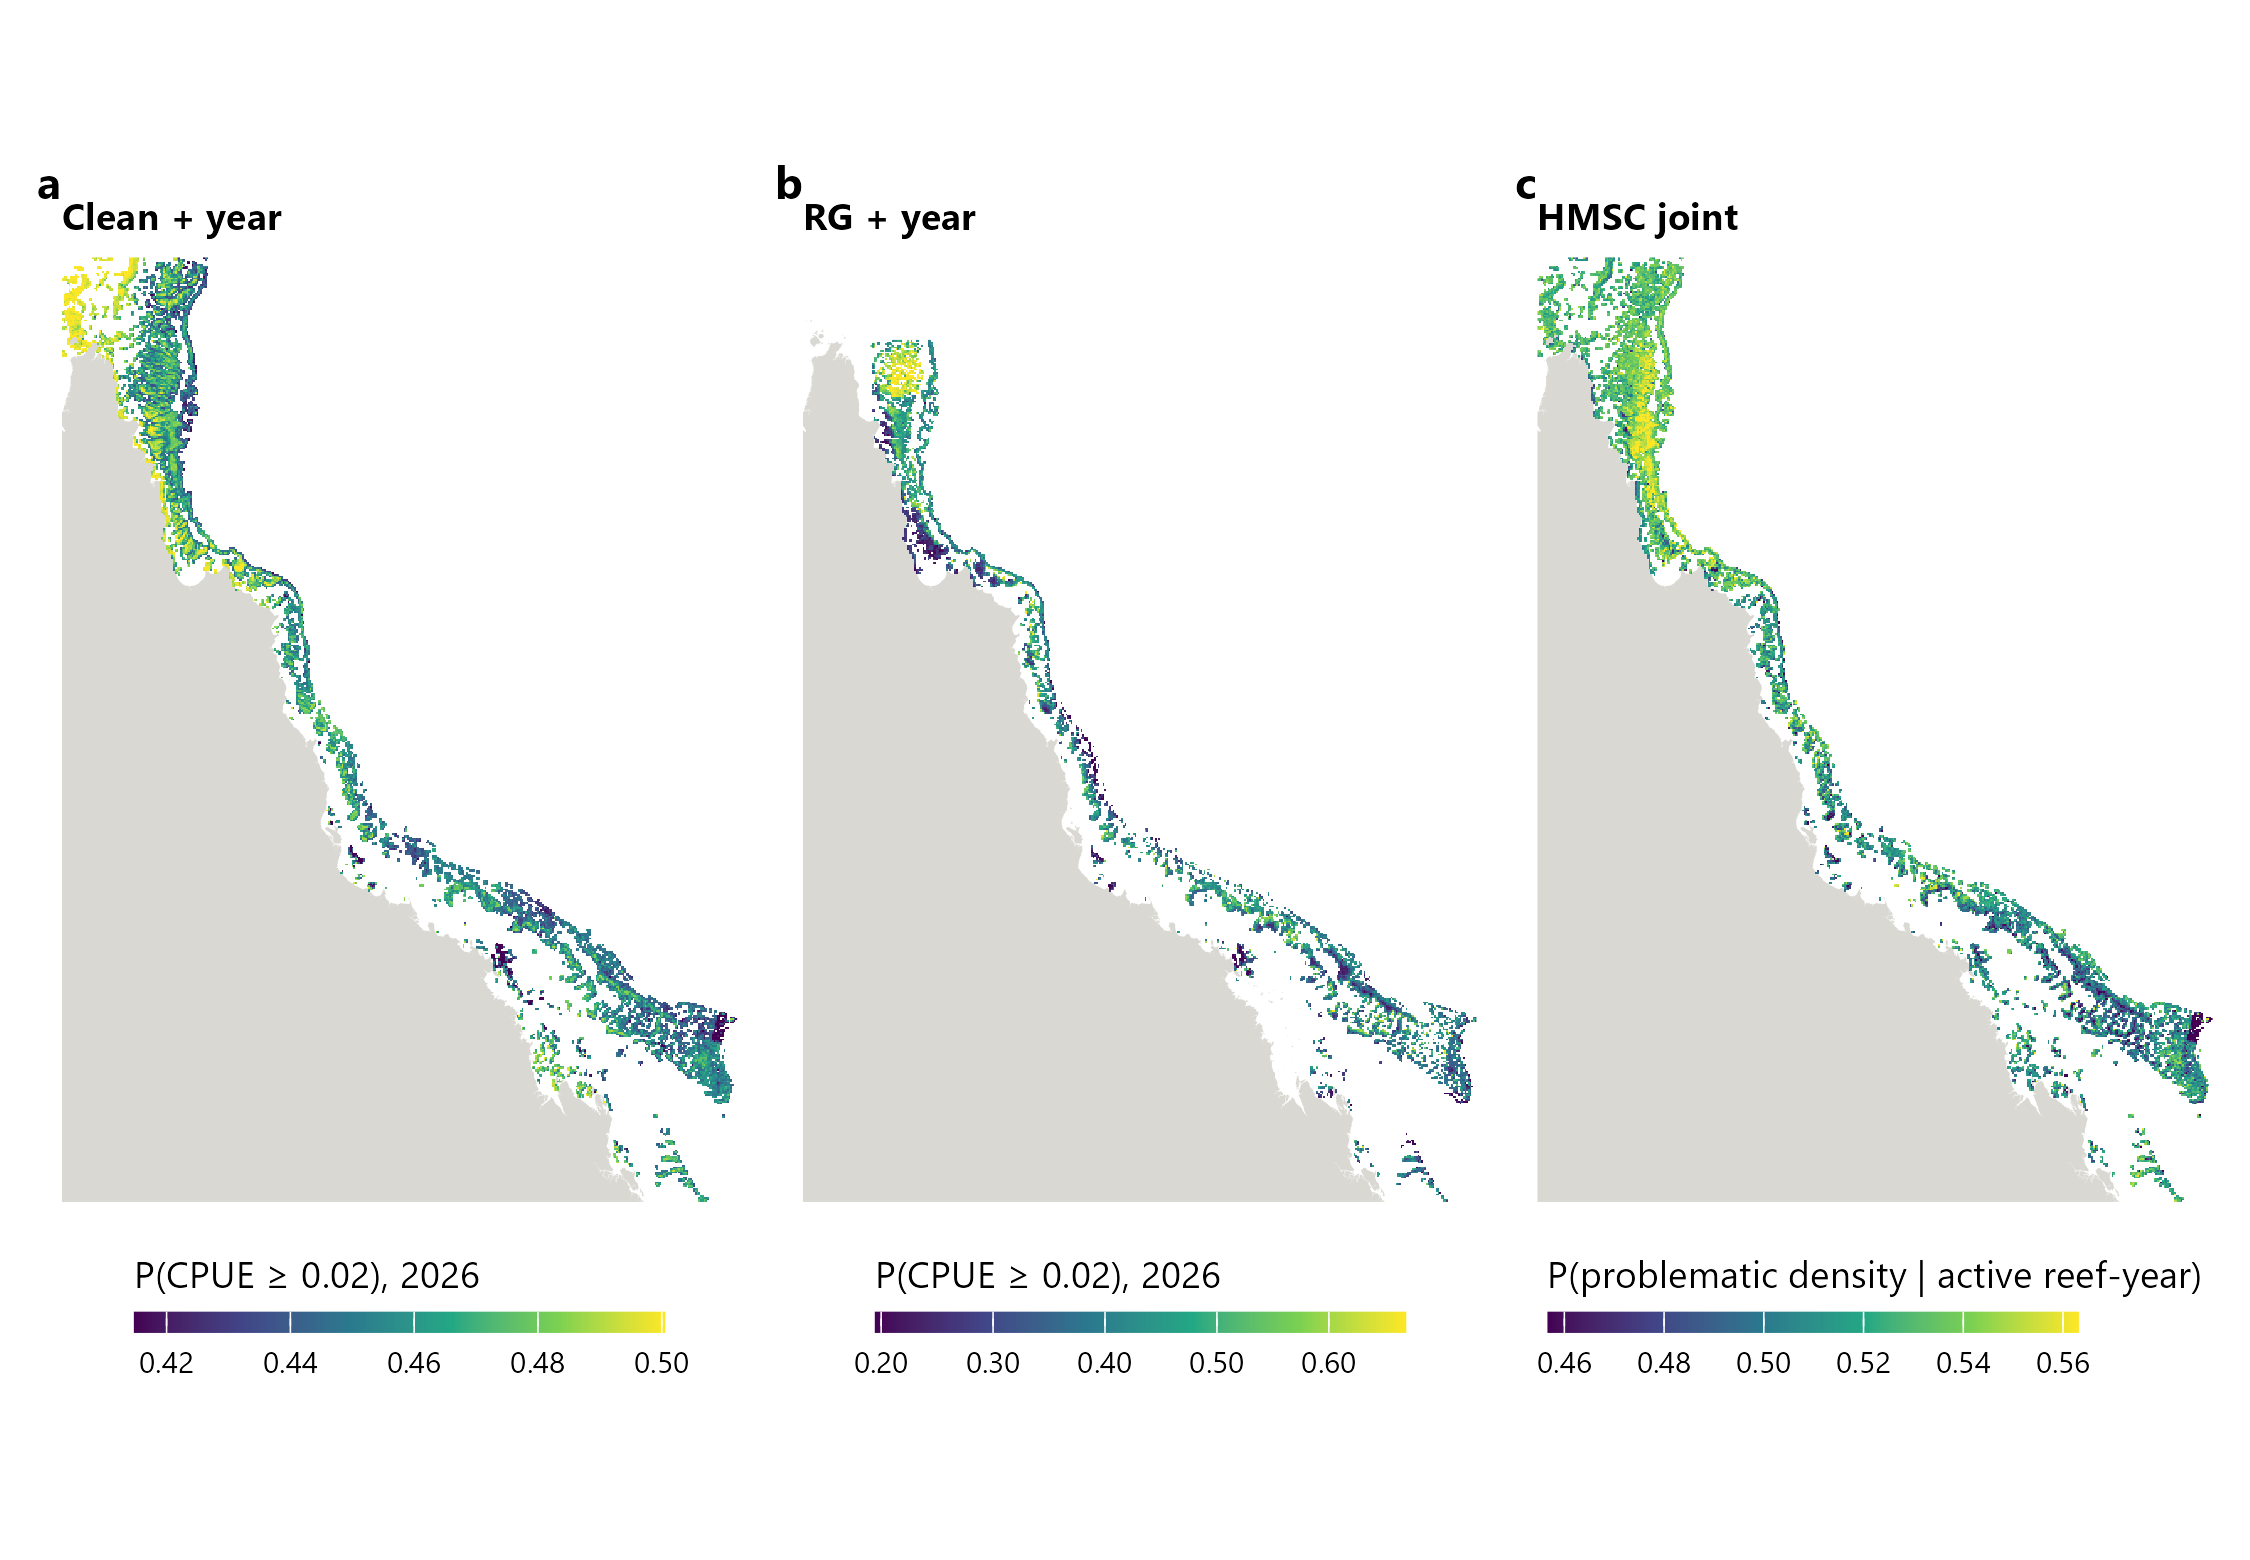 a
Clean + year
b
RG + year
c
HMSC joint
P(CPUE ≥ 0.02), 2026
0.42 0.44 0.46 0.48 0.50
P(CPUE ≥ 0.02), 2026
0.20 0.30 0.40 0.50 0.60
P(problematic density | active reef-year)
0.46 0.48 0.50 0.52 0.54 0.56